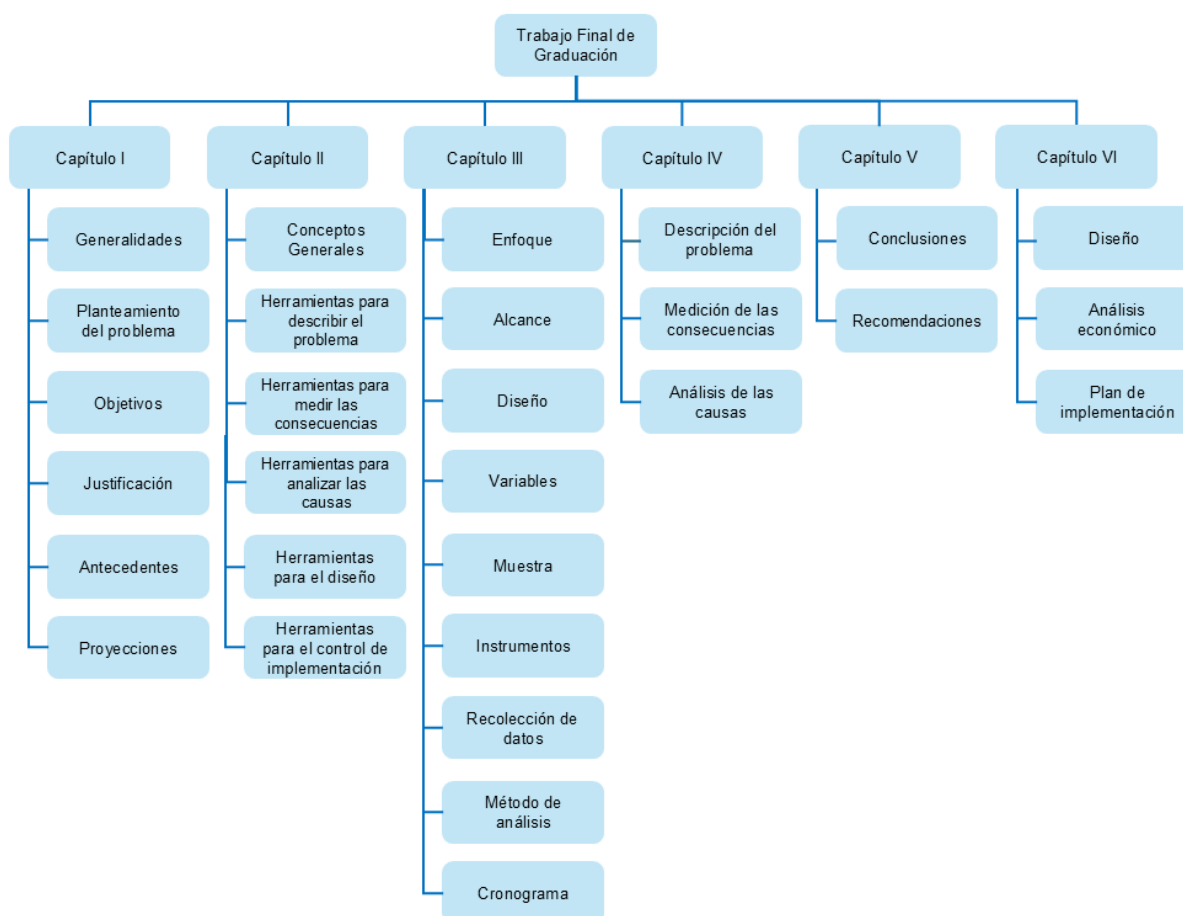 Trabajo Final de
Graduación
Capítulo I
Capítulo II
Capítulo III
Capítulo IV
Capítulo V
Capítulo VI
Generalidades
Planteamiento
del problema
Objetivos
Justificación
Antecedentes
Proyecciones
Conceptos
Generales
Herramientas para
describir el
problema
Herramientas para
medir las
consecuencias
Herramientas para
analizar las
causas
Herramientas
para el diseño
Herramientas
para el control de
implementación
Enfoque
Alcance
Diseño
Variables
Muestra
Instrumentos
Recolección de
datos
Método de
análisis
Cronograma
Descripción del
problema
Medición de las
consecuencias
Análisis de las
causas
Conclusiones
Recomendaciones
Diseño
Análisis
económico
Plan de
implementación